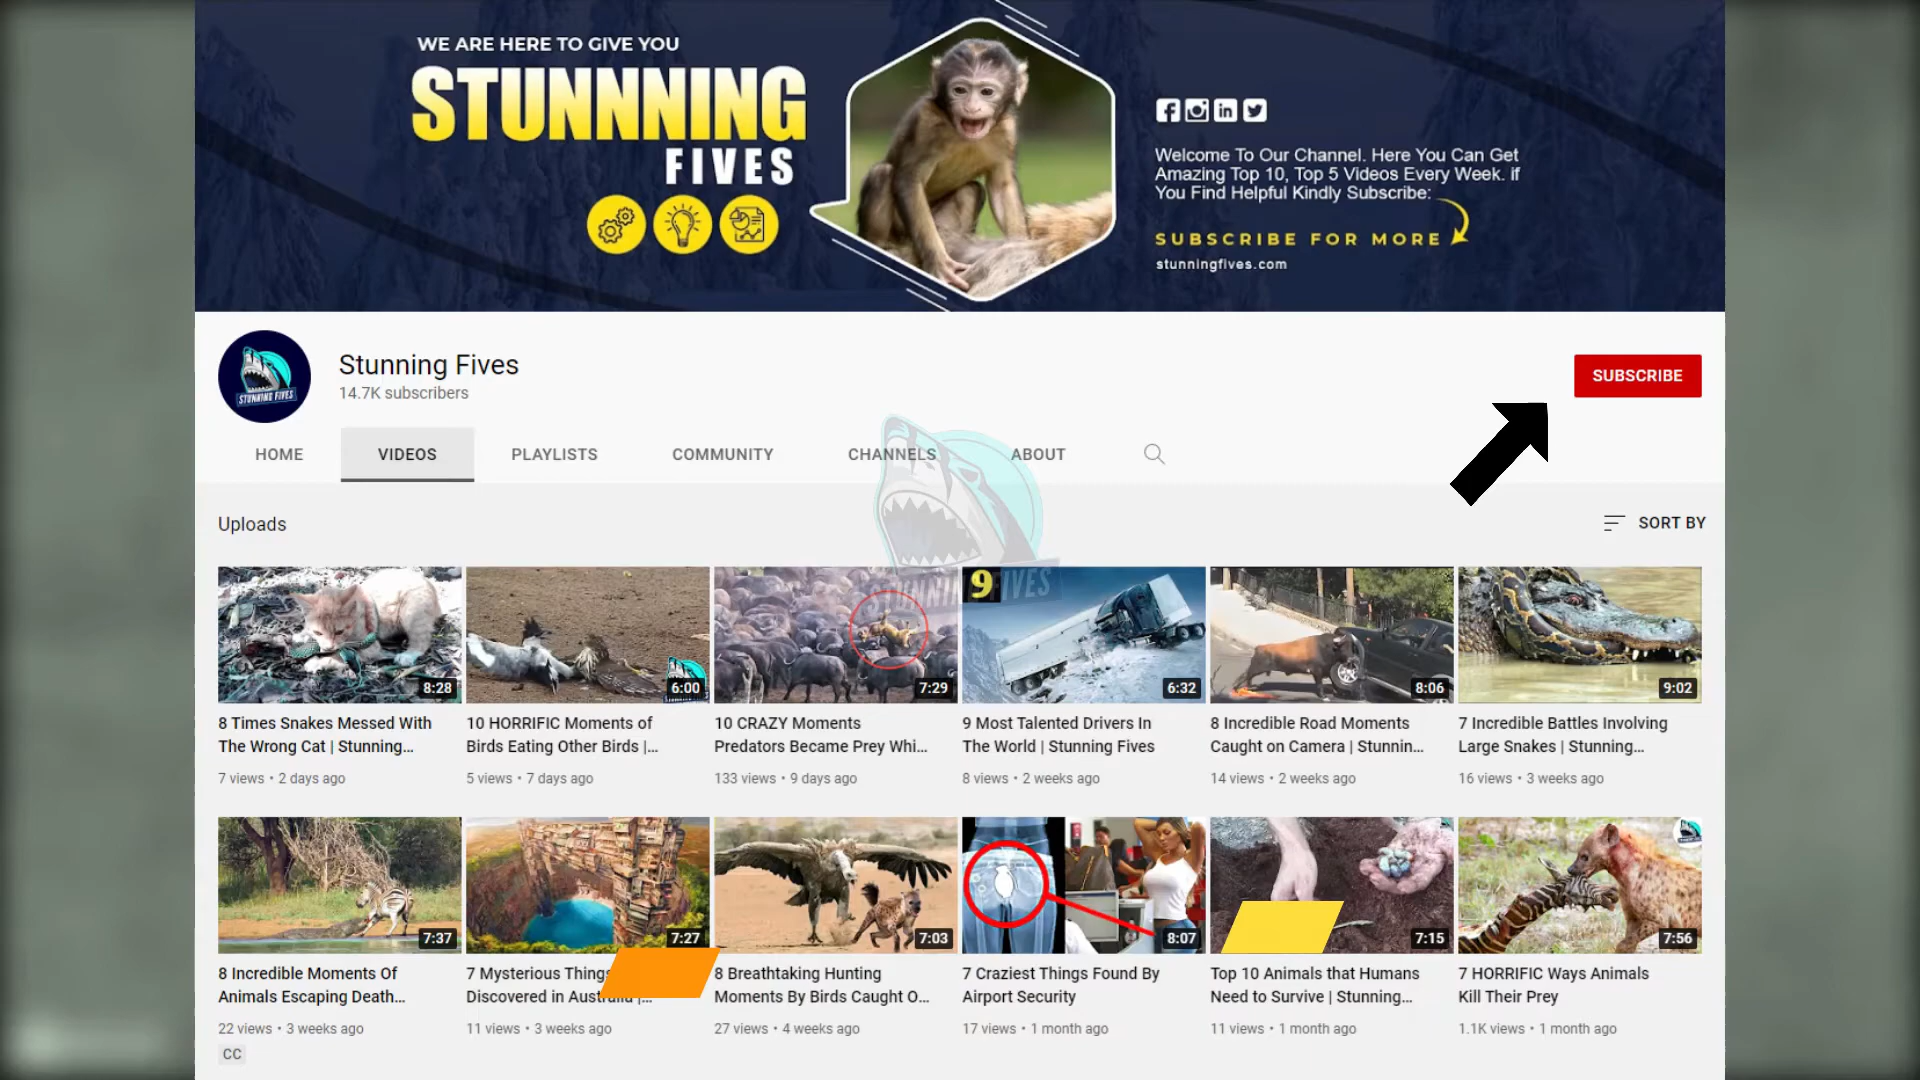 WE ARE HERE TO GIVE YOU
STUNNNING
FIVES
Welcome To Our Channel. Here You Can Get
Amazing Top 10, Top 5 Videos Every Week. if
You Find Helpful Kindly Subscribe:
SUBSCRIBE FOR MORE
stunningfives.com
STUNNING FIVES
Stunning Fives
14.7K subscribers
SUBSCRIBE
HOME VIDEOS PLAYLISTS COMMUNITY CHANNELS ABOUT
Uploads
SORT BY
STUNNING FIVES
9
8:28 6:00 7:29 6:32 8:06 9:02
8 Times Snakes Messed With
The Wrong Cat | Stunning...
7 views • 2 days ago
10 HORRIFIC Moments of
Birds Eating Other Birds |...
5 views • 7 days ago
10 CRAZY Moments
Predators Became Prey Whi...
133 views • 9 days ago
9 Most Talented Drivers In
The World | Stunning Fives
8 views • 2 weeks ago
8 Incredible Road Moments
Caught on Camera | Stunnin...
14 views • 2 weeks ago
7 Incredible Battles Involving
Large Snakes | Stunning...
16 views • 3 weeks ago
7:37 7:27 7:03 8:07 7:15 7:56
8 Incredible Moments Of
Animals Escaping Death...
22 views • 3 weeks ago
CC
7 Mysterious Things
Discovered in Australia |...
11 views • 3 weeks ago
8 Breathtaking Hunting
Moments By Birds Caught O...
27 views • 4 weeks ago
7 Craziest Things Found By
Airport Security
17 views • 1 month ago
Top 10 Animals that Humans
Need to Survive | Stunning...
11 views • 1 month ago
7 HORRIFIC Ways Animals
Kill Their Prey
1.1K views • 1 month ago